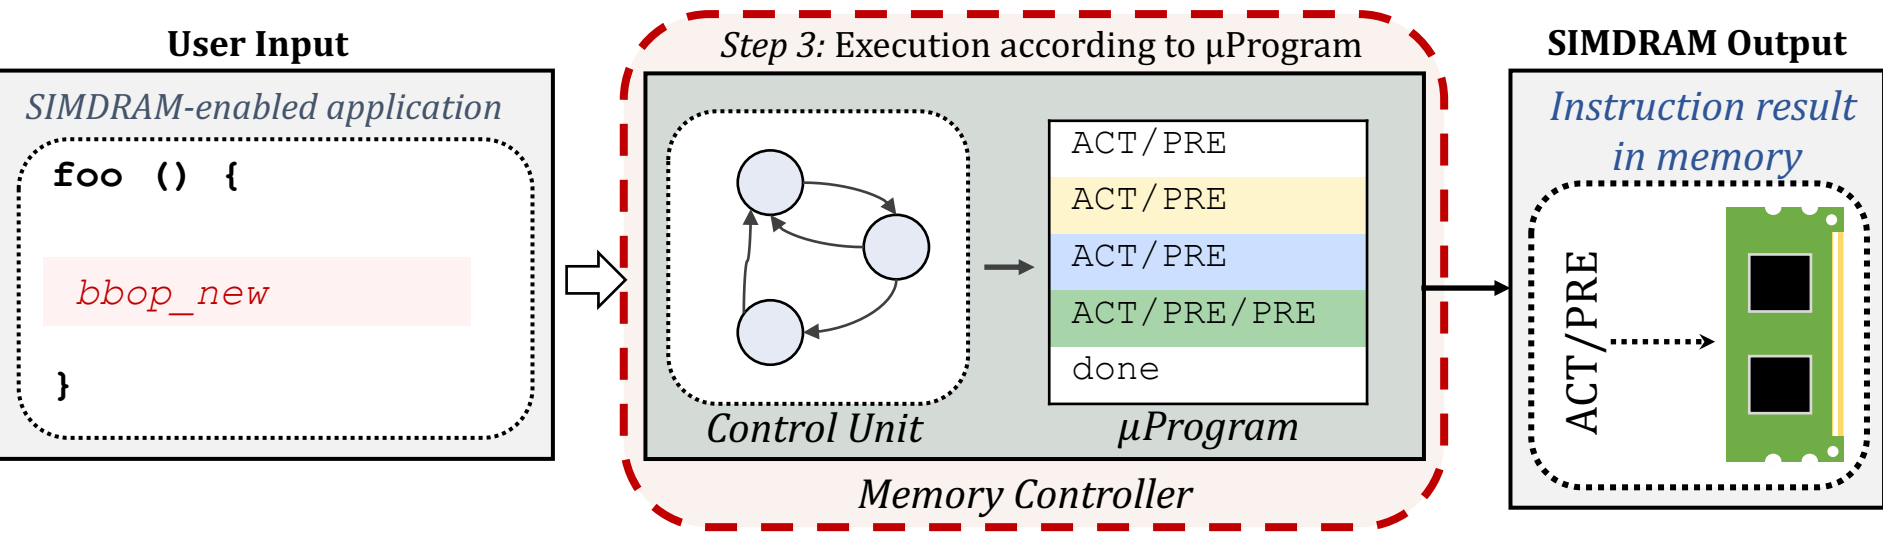 User Input
SIMDRAM-enabled application
foo () {
bbop_new
}
Step 3: Execution according to μProgram
Control Unit
ACT/PRE
ACT/PRE
ACT/PRE
ACT/PRE/PRE
done
μProgram
Memory Controller
SIMDRAM Output
Instruction result
in memory
ACT/PRE